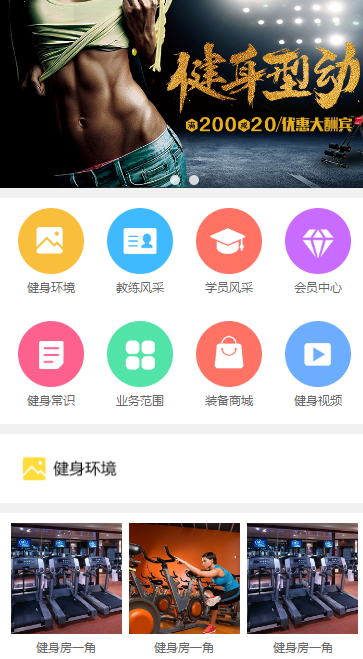 健身型动
满200减20/优惠大酬宾
健身环境
教练风采
学员风采
会员中心
健身常识
业务范围
装备商城
健身视频
健身环境
健身房一角
健身房一角
健身房一角